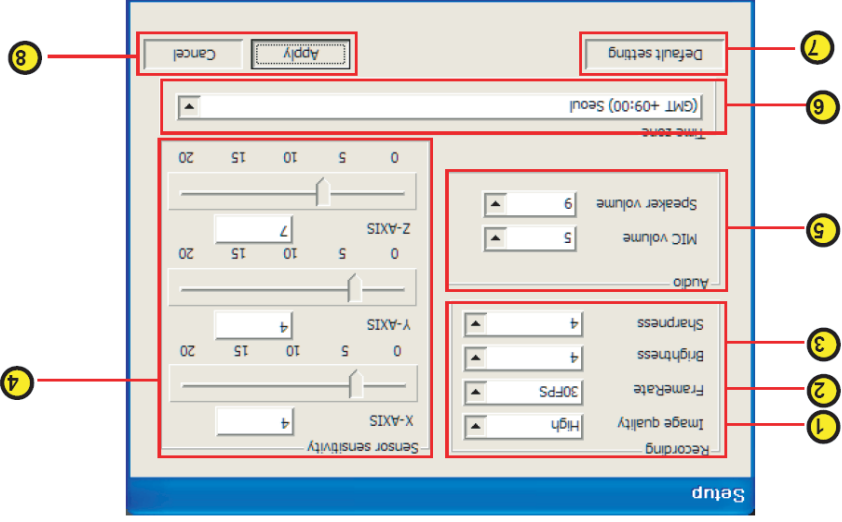 Setup
Recording
Image quality High
FrameRate 30FPS
Brightness 4
Sharpness 4
Audio
MIC volume 5
Speaker volume 9
Sensor sensitivity
X-AXIS 4
0 5 10 15 20
Y-AXIS 4
0 5 10 15 20
Z-AXIS 7
0 5 10 15 20
Time zone
(GMT +09:00) Seoul
Default setting
Apply
Cancel
1
2
3
4
5
6
7
8